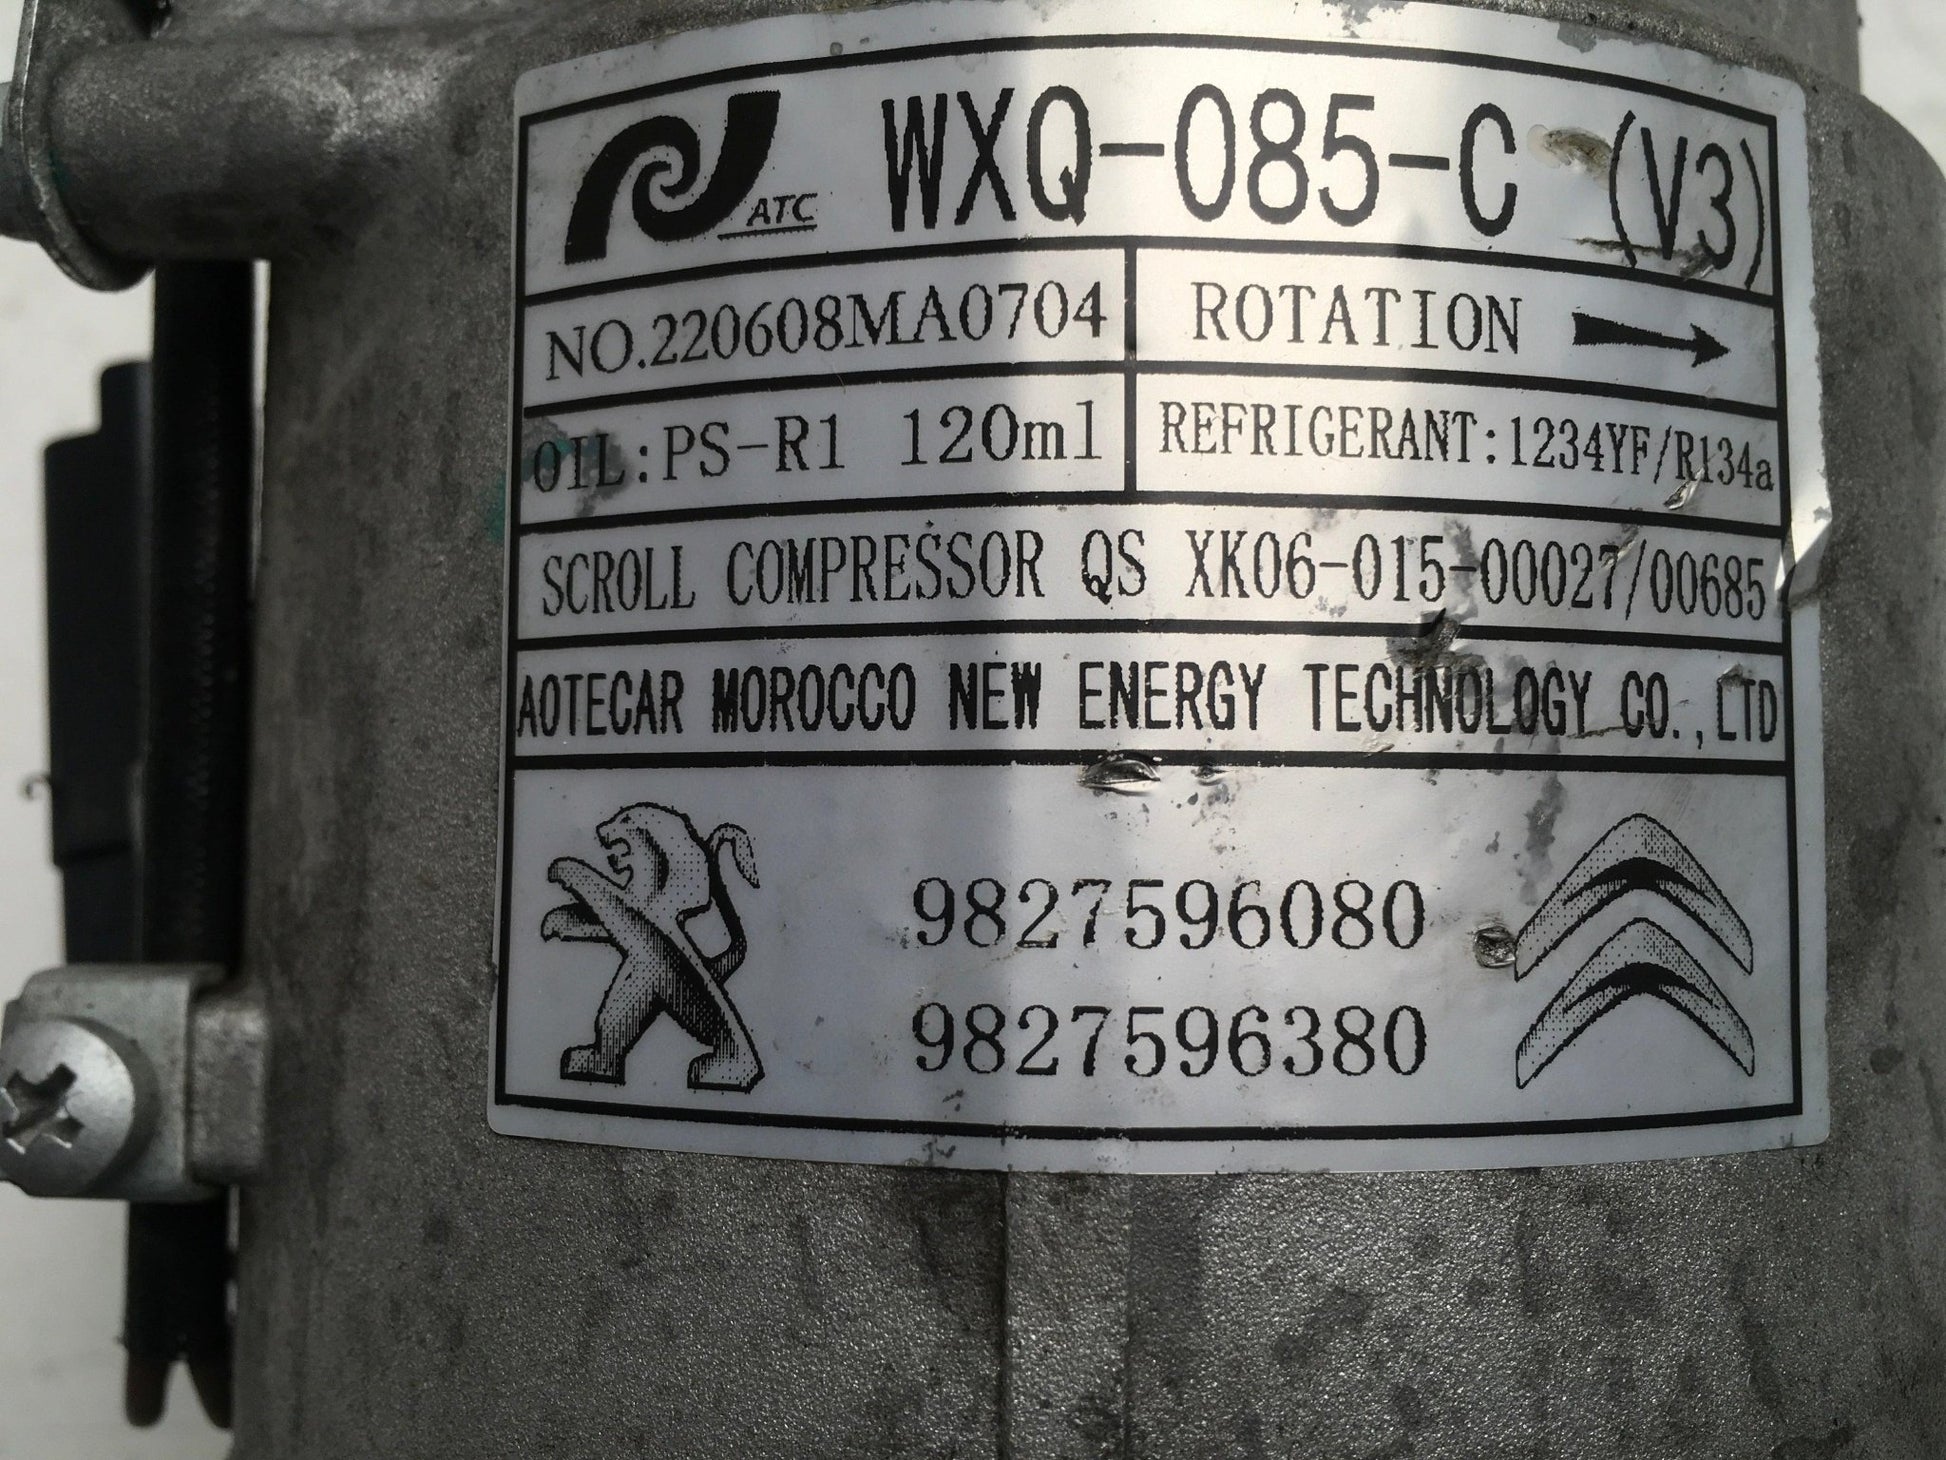 ATC WXQ-085-C (V3)
NO.220608MA0704 ROTATION
OIL:PS-R1 120ml REFRIGERANT:1234YF/R134a
SCROLL COMPRESSOR QS XK06-015-00027/00685
AOTECAR MOROCCO NEW ENERGY TECHNOLOGY CO.,LTD
9827596080
9827596380